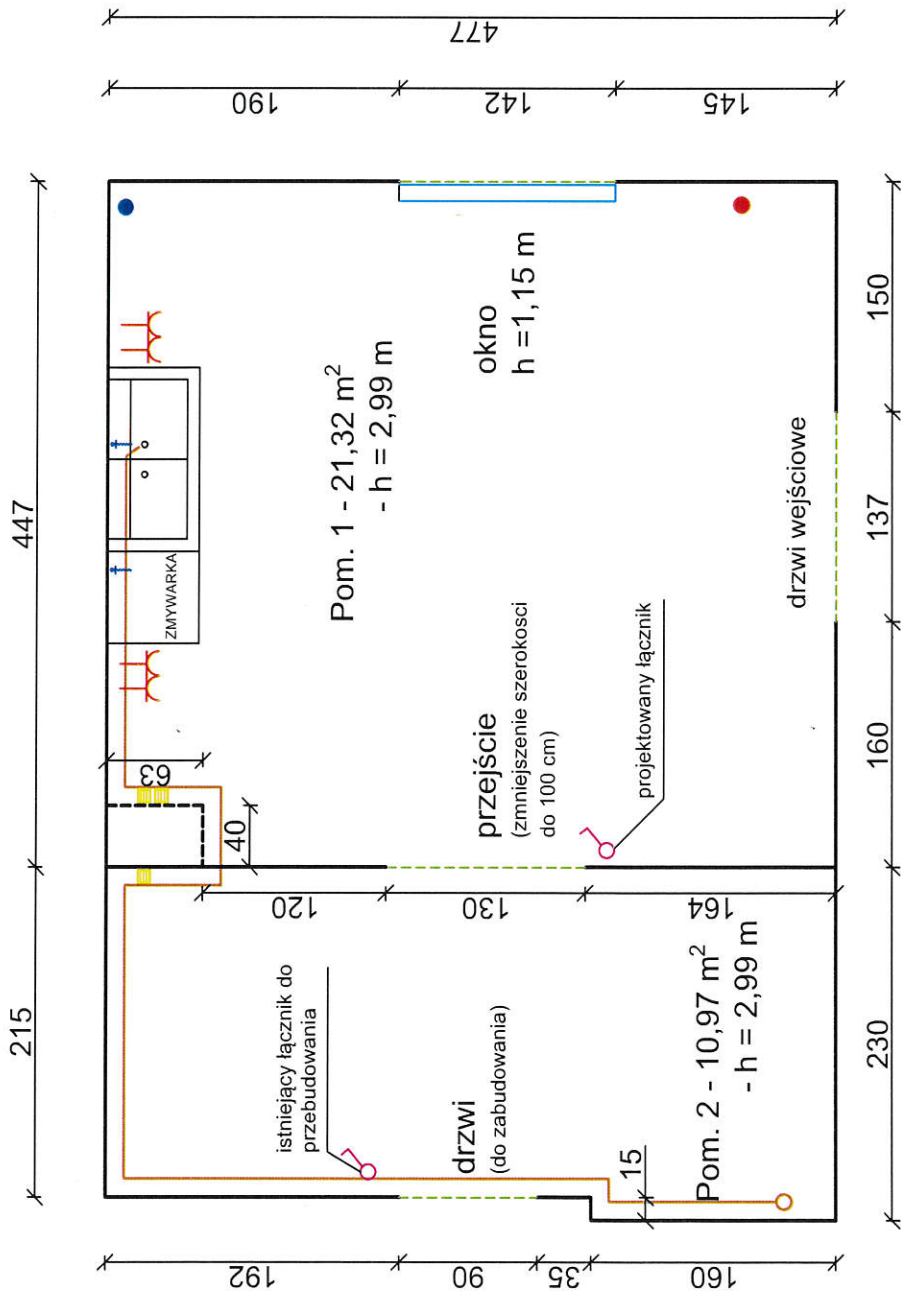 477
190
142
145
447
215
150
137
160
230
Pom. 1 - 21,32 m²
- h = 2,99 m
okno
h =1,15 m
ZMYWARKA
drzwi wejściowe
przejście
(zmniejszenie szerokosci
do 100 cm)
projektowany łącznik
63
40
120
130
164
istniejący łącznik do
przebudowania
drzwi
(do zabudowania)
Pom. 2 - 10,97 m²
- h = 2,99 m
15
192
90
35
160